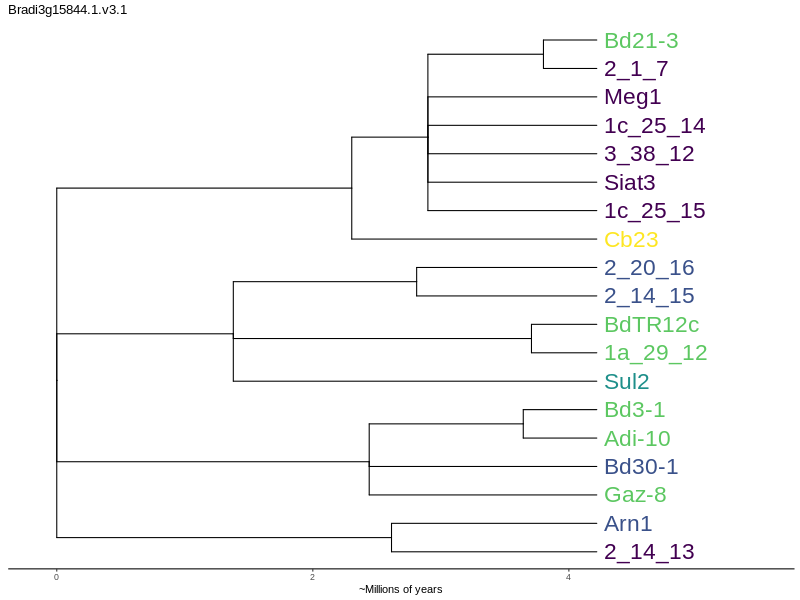 Bradi3g15844.1.v3.1
Bd21-3
2_1_7
Meg1
1c_25_14
3_38_12
Siat3
1c_25_15
Cb23
2_20_16
2_14_15
BdTR12c
1a_29_12
Sul2
Bd3-1
Adi-10
Bd30-1
Gaz-8
Arn1
2_14_13
0 2 4
~Millions of years